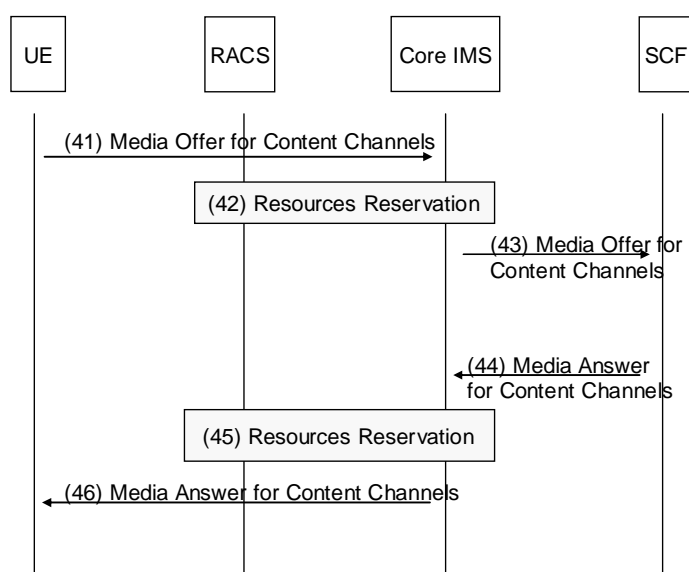 UE
RACS
Core IMS
SCF
(41) Media Offer for Content Channels
(42) Resources Reservation
(43) Media Offer for
Content Channels
(44) Media Answer
for Content Channels
(45) Resources Reservation
(46) Media Answer for Content Channels